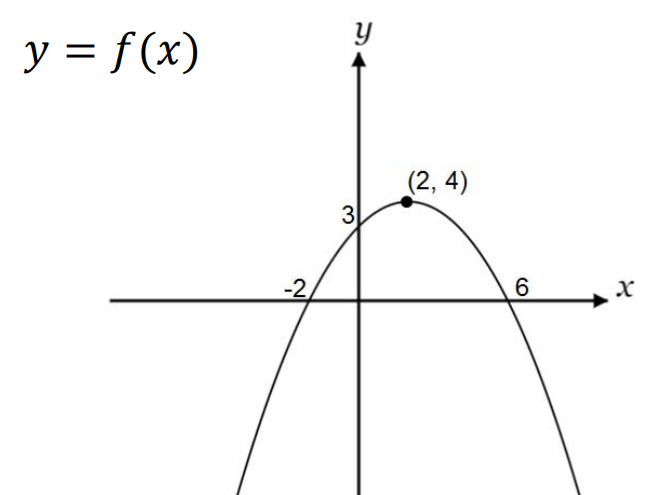 y = f(x)
y
(2, 4)
3
-2
6
x